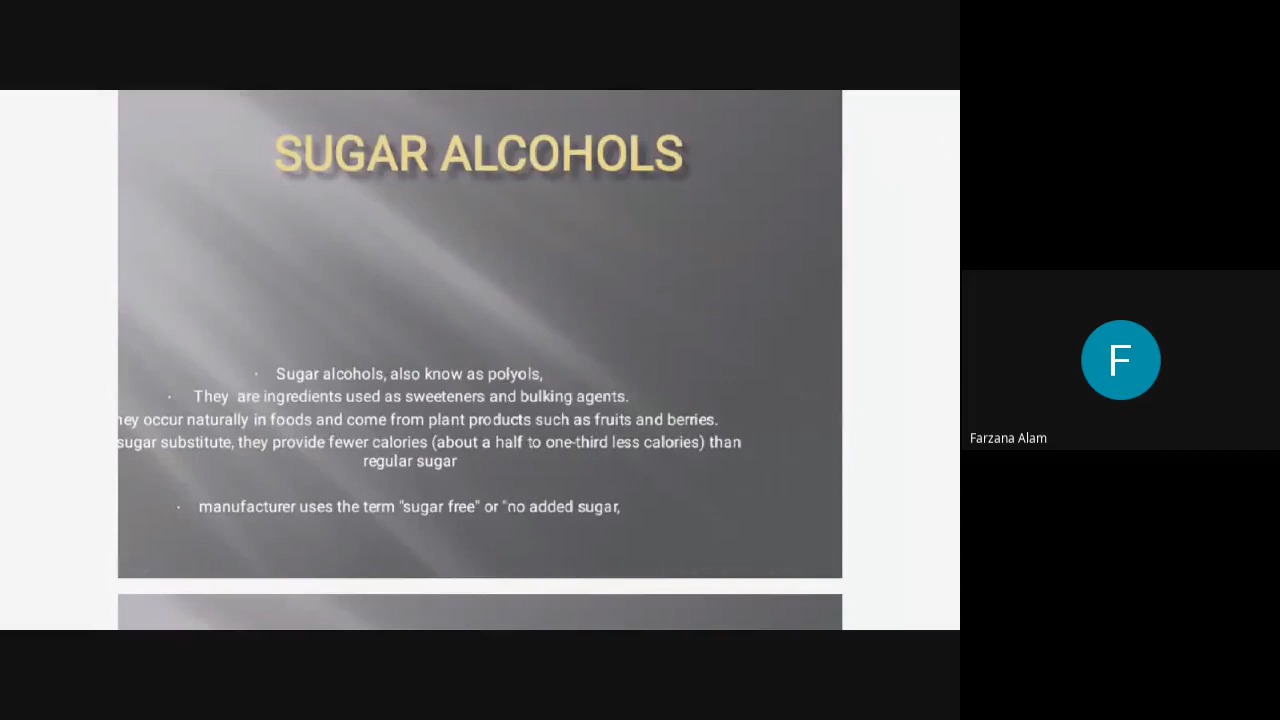 SUGAR ALCOHOLS
· Sugar alcohols, also know as polyols,
· They are ingredients used as sweeteners and bulking agents.
hey occur naturally in foods and come from plant products such as fruits and berries.
sugar substitute, they provide fewer calories (about a half to one-third less calories) than
regular sugar
· manufacturer uses the term "sugar free" or "no added sugar,
F
Farzana Alam